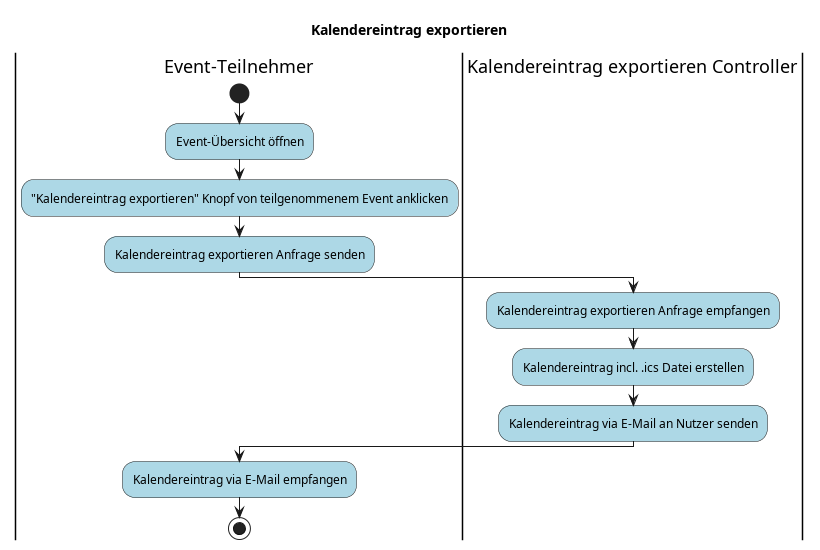 Kalendereintrag exportieren
Event-Teilnehmer
Kalendereintrag exportieren Controller
Event-Übersicht öffnen
"Kalendereintrag exportieren" Knopf von teilgenommenem Event anklicken
Kalendereintrag exportieren Anfrage senden
Kalendereintrag exportieren Anfrage empfangen
Kalendereintrag incl. .ics Datei erstellen
Kalendereintrag via E-Mail an Nutzer senden
Kalendereintrag via E-Mail empfangen